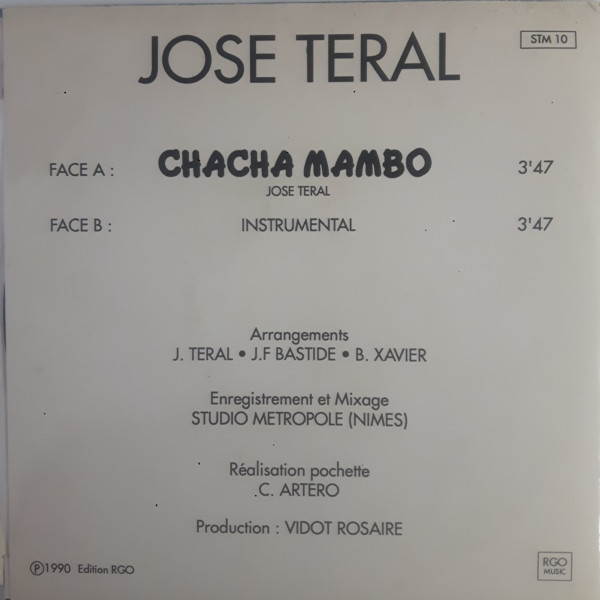 JOSE TERAL
STM 10
FACE A : CHACHA MAMBO 3'47
JOSE TERAL
FACE B : INSTRUMENTAL 3'47
Arrangements
J. TERAL • J.F BASTIDE • B. XAVIER
Enregistrement et Mixage
STUDIO METROPOLE (NIMES)
Réalisation pochette
C. ARTERO
Production : VIDOT ROSAIRE
℗1990 Edition RGO
RGO
MUSIC